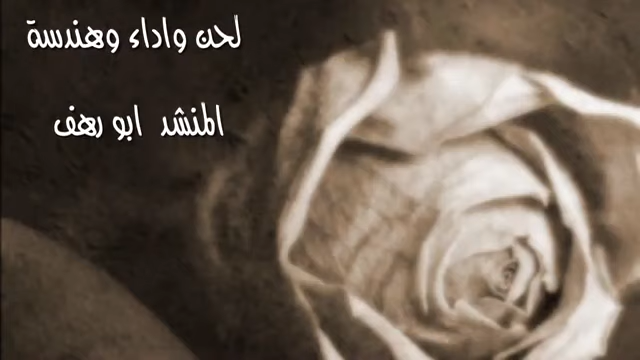 لحن واداء وهندسة
المنشد ابو رهف